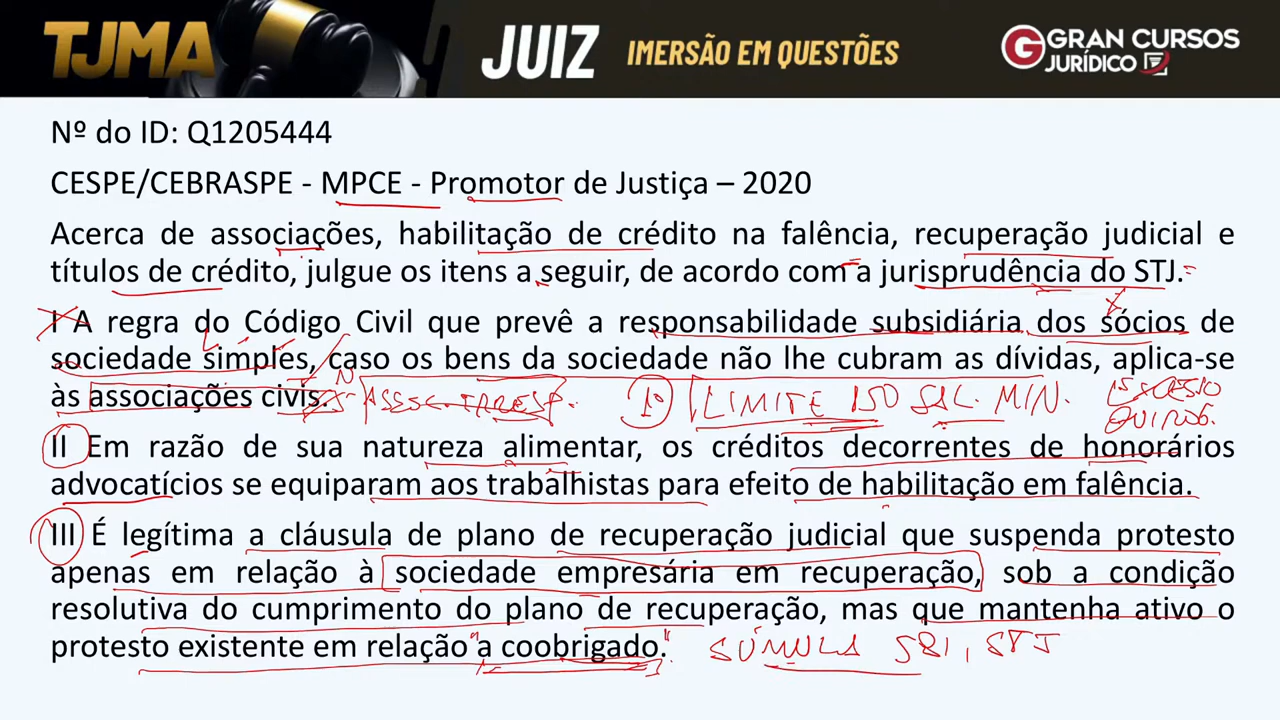 TJMA
JUIZ
IMERSÃO EM QUESTÕES
GRAN CURSOS
JURÍDICO
Nº do ID: Q1205444
CESPE/CEBRASPE - MPCE - Promotor de Justiça – 2020
Acerca de associações, habilitação de crédito na falência, recuperação judicial e
títulos de crédito, julgue os itens a seguir, de acordo com a jurisprudência do STJ.
I A regra do Código Civil que prevê a responsabilidade subsidiária dos sócios de
sociedade simples, caso os bens da sociedade não lhe cubram as dívidas, aplica-se
às associações civis.
1º LIMITE 150 SAL. MIN.
II Em razão de sua natureza alimentar, os créditos decorrentes de honorários
advocatícios se equiparam aos trabalhistas para efeito de habilitação em falência.
III É legítima a cláusula de plano de recuperação judicial que suspenda protesto
apenas em relação à sociedade empresária em recuperação, sob a condição
resolutiva do cumprimento do plano de recuperação, mas que mantenha ativo o
protesto existente em relação a coobrigado.
SÚMULA 581, STJ